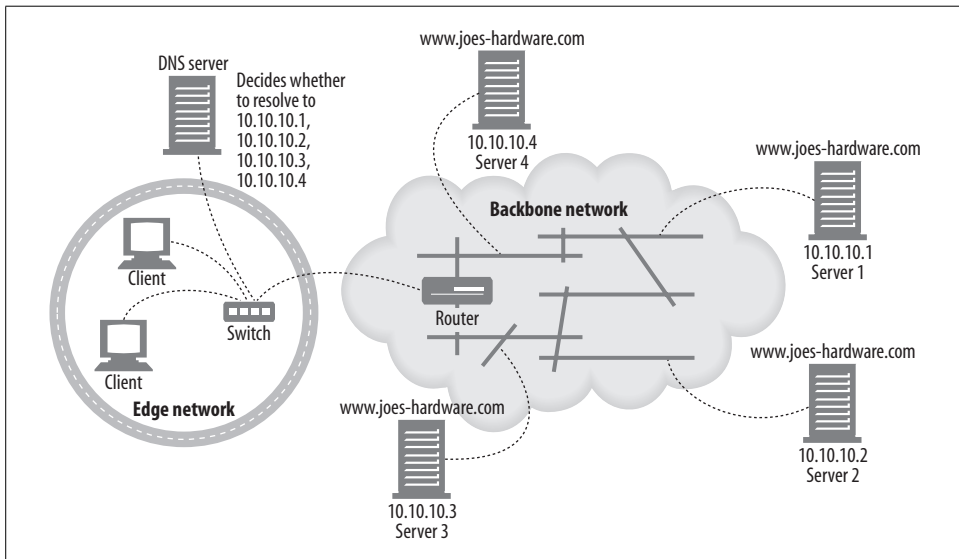 www.joes-hardware.com
DNS server
Decides whether
to resolve to
10.10.10.1,
10.10.10.2,
10.10.10.3,
10.10.10.4
10.10.10.4
Server 4
www.joes-hardware.com
10.10.10.1
Server 1
Backbone network
Client
Switch
Router
Client
Edge network
www.joes-hardware.com
10.10.10.2
Server 2
www.joes-hardware.com
10.10.10.3
Server 3